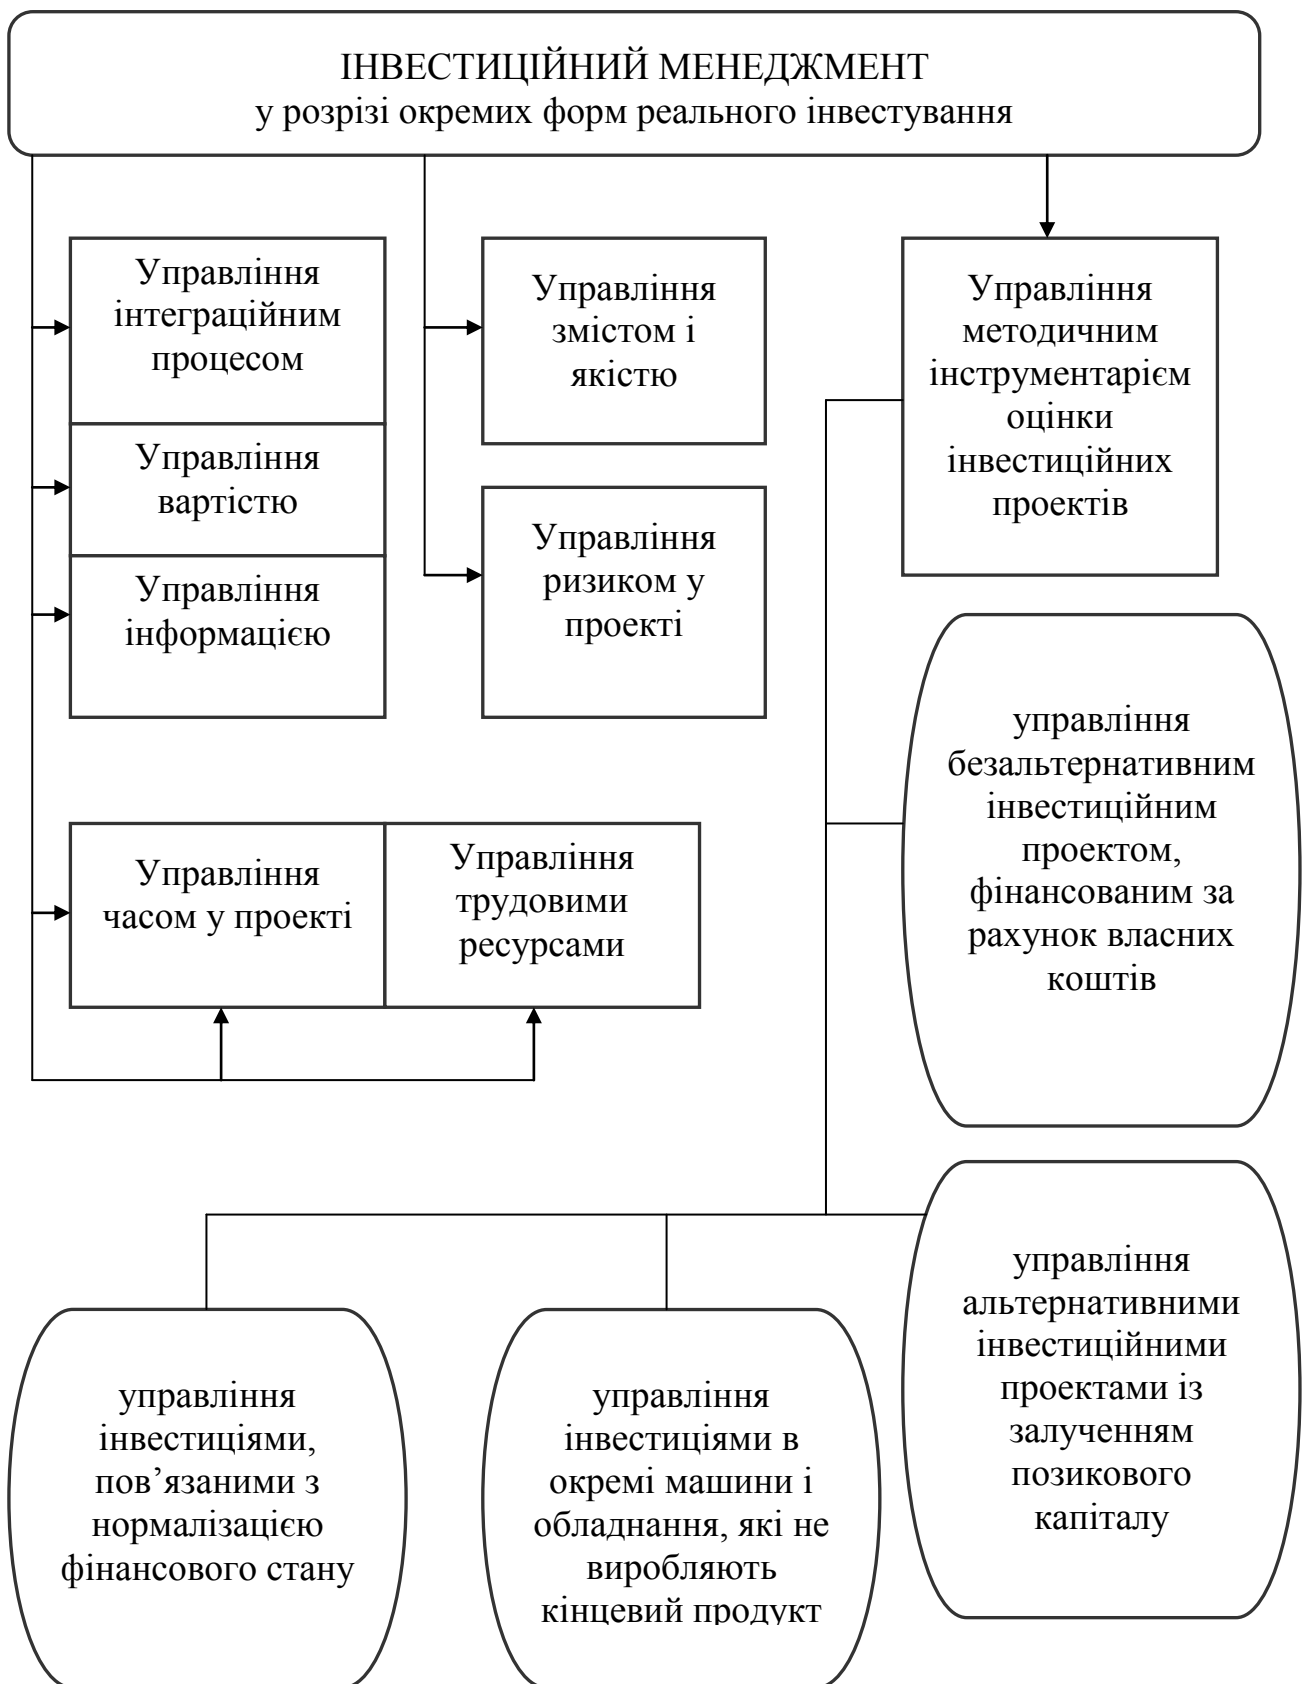 ІНВЕСТИЦІЙНИЙ МЕНЕДЖМЕНТ
у розрізі окремих форм реального інвестування
Управління
інтеграційним
процесом
Управління
вартістю
Управління
інформацією
Управління
змістом і
якістю
Управління
ризиком у
проекті
Управління
методичним
інструментарієм
оцінки
інвестиційних
проектів
Управління
часом у проекті
Управління
трудовими
ресурсами
управління
безальтернативним
інвестиційним
проектом,
фінансованим за
рахунок власних
коштів
управління
альтернативними
інвестиційними
проектами із
залученням
позикового
капіталу
управління
інвестиціями,
пов’язаними з
нормалізацією
фінансового стану
управління
інвестиціями в
окремі машини і
обладнання, які не
виробляють
кінцевий продукт